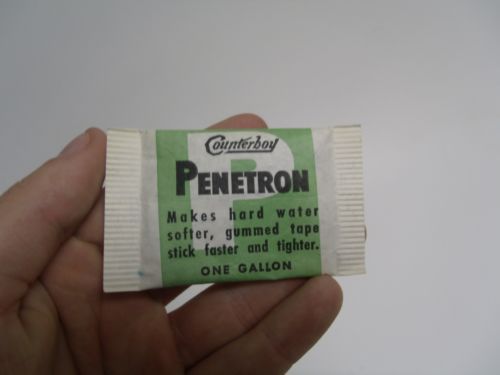 Counterboy
P
PENETRON
Makes hard water
softer, gummed tape
stick faster and tighter.
ONE GALLON